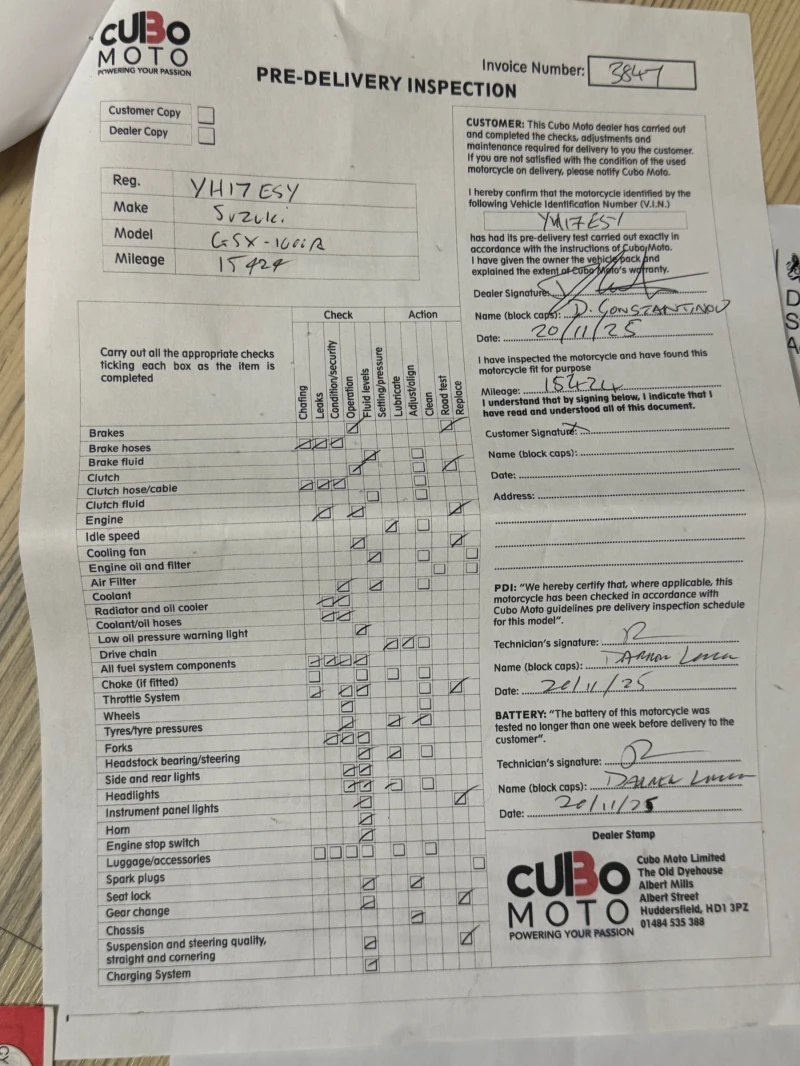 CUBO
MOTO
POWERING YOUR PASSION
PRE-DELIVERY INSPECTION
Invoice Number: 3847
Customer Copy
Dealer Copy
Reg. YH17 ESY
Make Suzuki
Model GSX-1000R
Mileage 15424
Carry out all the appropriate checks
ticking each box as the item is
completed
Check
Action
Chafing
Leaks
Condition/security
Operation
Fluid levels
Setting/pressure
Lubricate
Adjust/align
Clean
Road test
Replace
Brakes
Brake hoses
Brake fluid
Clutch
Clutch hose/cable
Clutch fluid
Engine
Idle speed
Cooling fan
Engine oil and filter
Air Filter
Coolant
Radiator and oil cooler
Coolant/oil hoses
Low oil pressure warning light
Drive chain
All fuel system components
Choke (if fitted)
Throttle System
Wheels
Tyres/tyre pressures
Forks
Headstock bearing/steering
Side and rear lights
Headlights
Instrument panel lights
Horn
Engine stop switch
Luggage/accessories
Spark plugs
Seat lock
Gear change
Chassis
Suspension and steering quality,
straight and cornering
Charging System
CUSTOMER: This Cubo Moto dealer has carried out
and completed the checks, adjustments and
maintenance required for delivery to you the customer.
If you are not satisfied with the condition of the used
motorcycle on delivery, please notify Cubo Moto.
I hereby confirm that the motorcycle identified by the
following Vehicle Identification Number (V.I.N.)
YH17ESY
has had its pre-delivery test carried out exactly in
accordance with the instructions of Cubo Moto.
I have given the owner the vehicle pack and
explained the extent of Cubo Moto's warranty.
Dealer Signature:
Name (block caps): D. CONSTANTINOU
Date: 20/11/25
I have inspected the motorcycle and have found this
motorcycle fit for purpose
Mileage: 15424
I understand that by signing below, I indicate that I
have read and understood all of this document.
Customer Signature: x
Name (block caps):
Date:
Address:
PDI: "We hereby certify that, where applicable, this
motorcycle has been checked in accordance with
Cubo Moto guidelines pre delivery inspection schedule
for this model".
Technician's signature:
Name (block caps): DARREN
Date: 20/11/25
BATTERY: "The battery of this motorcycle was
tested no longer than one week before delivery to the
customer".
Technician's signature:
Name (block caps): DARREN
Date: 20/11/25
Dealer Stamp
CUBO
MOTO
POWERING YOUR PASSION
Cubo Moto Limited
The Old Dyehouse
Albert Mills
Albert Street
Huddersfield, HD1 3PZ
01484 535 388
D
S
A